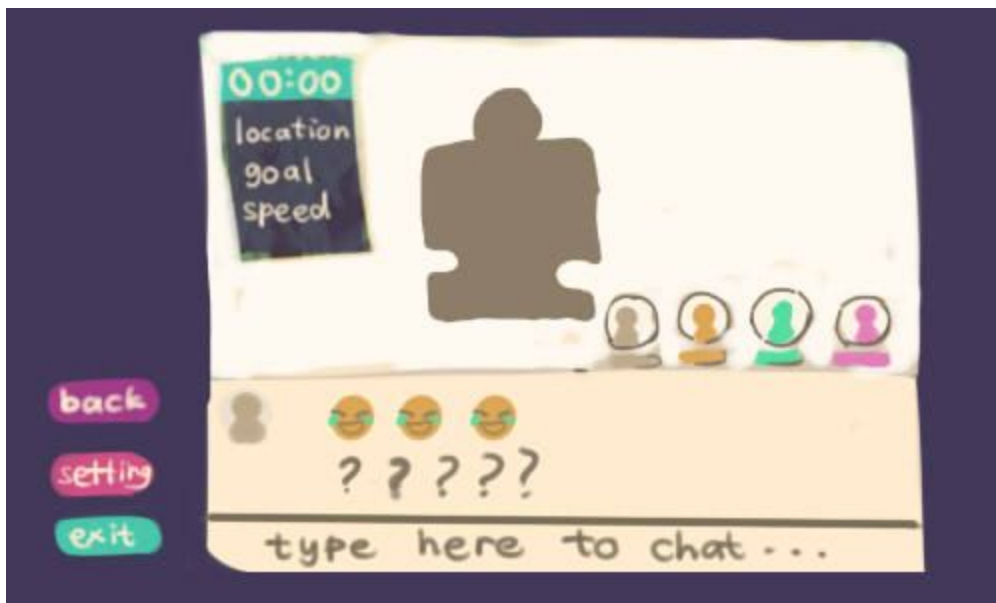 00:00
location
goal
speed
back
setting
exit
😂 😂 😂
? ? ? ? ?
type here to chat...